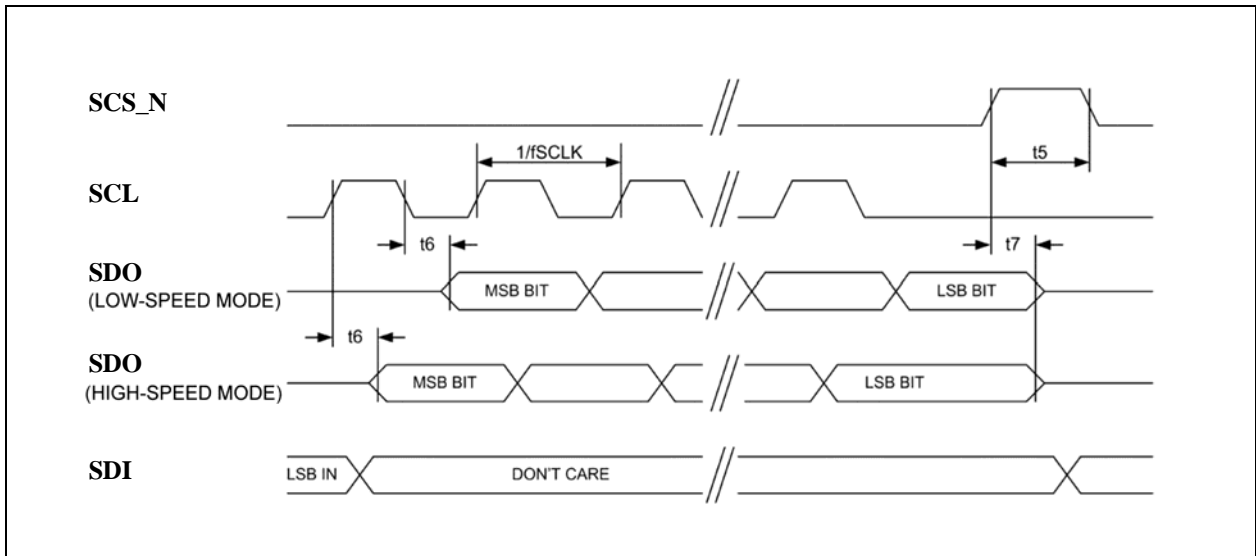 SCS_N
t5
1/fSCLK
SCL
t6
t7
SDO
(LOW-SPEED MODE)
MSB BIT
LSB BIT
t6
SDO
(HIGH-SPEED MODE)
MSB BIT
LSB BIT
SDI
LSB IN
DON'T CARE